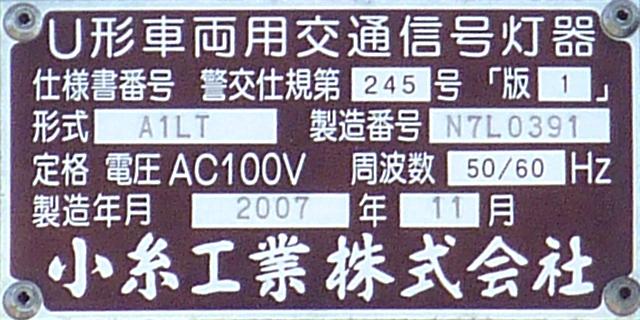 U形車両用交通信号灯器
仕様書番号 警交仕規第 245 号 「版 1 」
形式 A1LT 製造番号 N7L0391
定格 電圧 AC100V 周波数 50/60 Hz
製造年月 2007 年 11 月
小糸工業株式会社